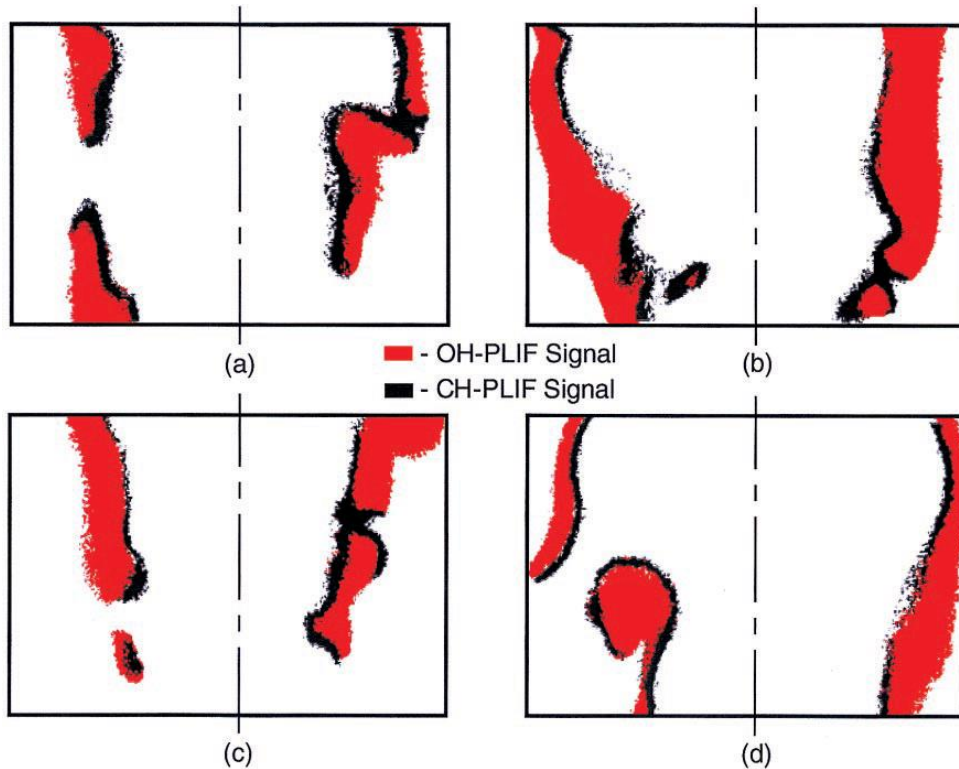 (a)
(b)
- OH-PLIF Signal
- CH-PLIF Signal
(c)
(d)